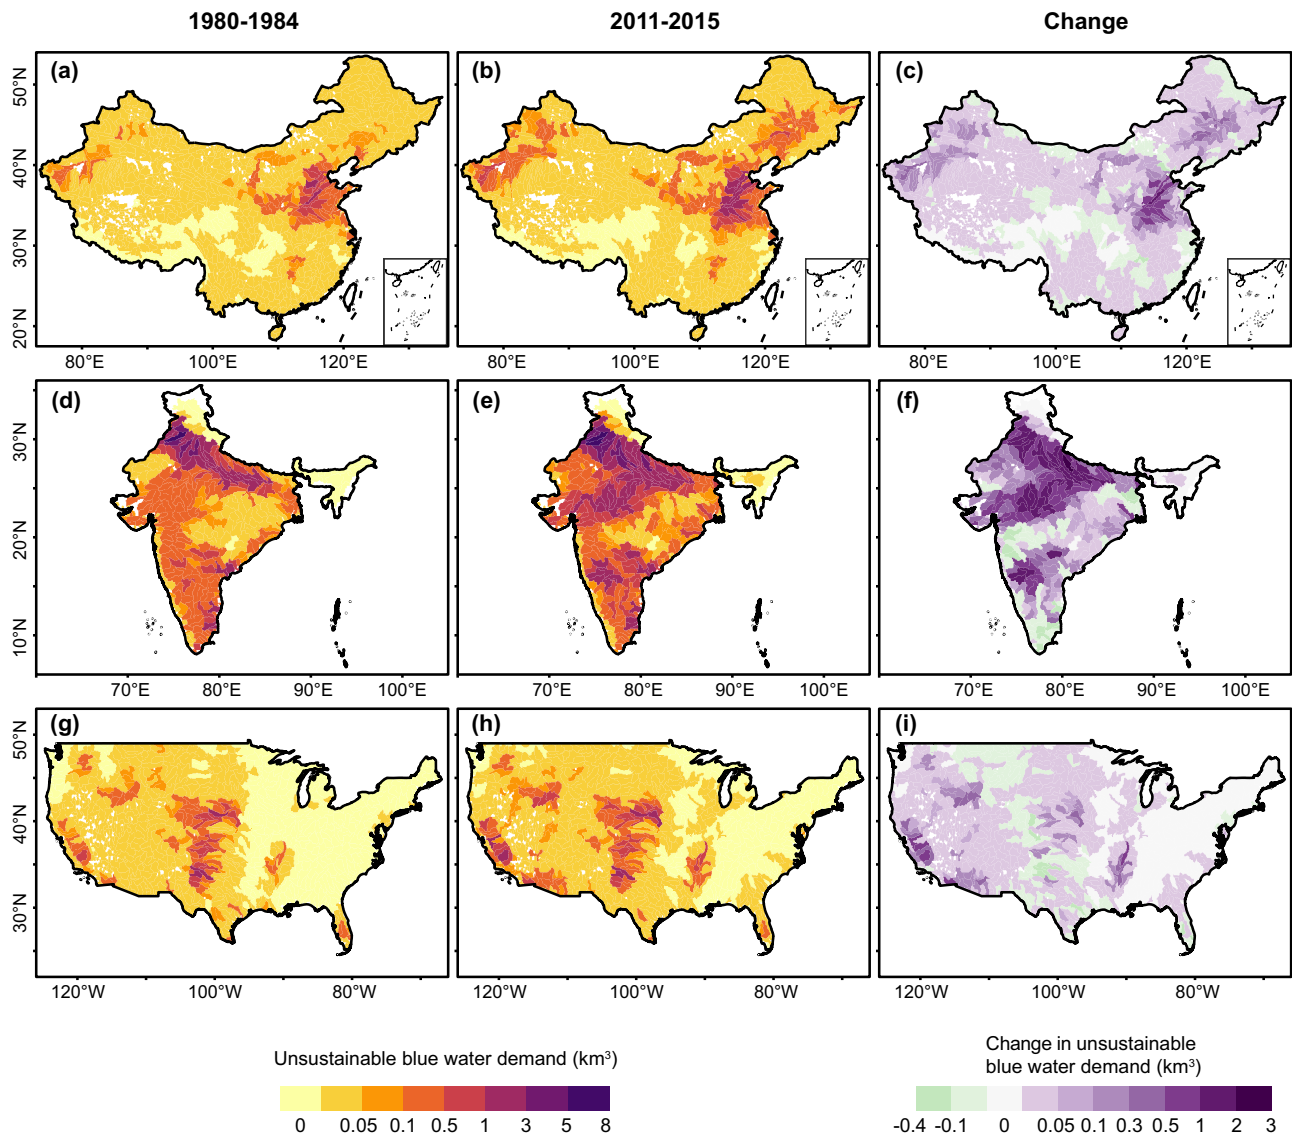 1980-1984 2011-2015 Change
(a) (b) (c)
50°N
40°N
30°N
20°N
80°E 100°E 120°E 80°E 100°E 120°E 80°E 100°E 120°E
(d) (e) (f)
30°N
20°N
10°N
70°E 80°E 90°E 100°E 70°E 80°E 90°E 100°E 70°E 80°E 90°E 100°E
(g) (h) (i)
50°N
40°N
30°N
120°W 100°W 80°W 120°W 100°W 80°W 120°W 100°W 80°W
Unsustainable blue water demand (km³)
0 0.05 0.1 0.5 1 3 5 8
Change in unsustainable
blue water demand (km³)
-0.4 -0.1 0 0.05 0.1 0.3 0.5 1 2 3